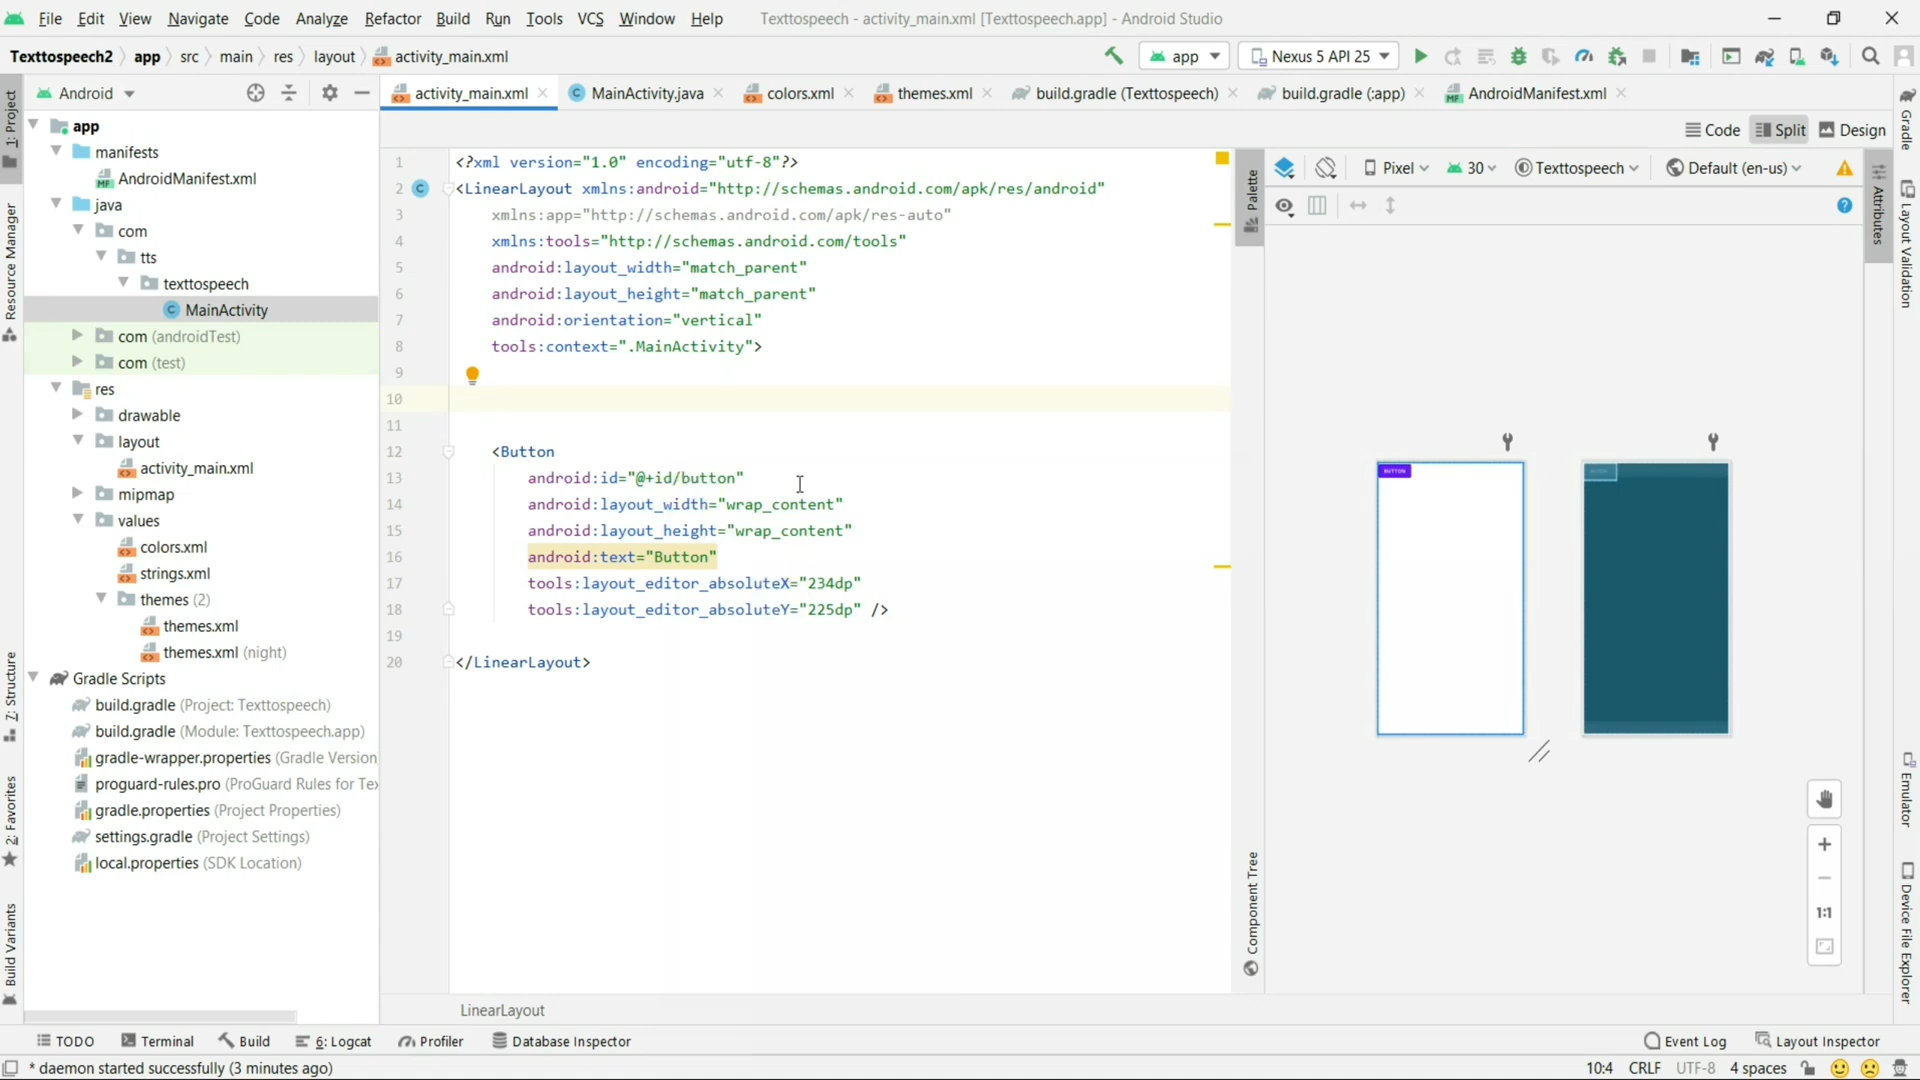 File Edit View Navigate Code Analyze Refactor Build Run Tools VCS Window Help Texttospeech - activity_main.xml [Texttospeech.app] - Android Studio
Texttospeech2 app src main res layout activity_main.xml app Nexus 5 API 25
Android activity_main.xml MainActivity.java colors.xml themes.xml build.gradle (Texttospeech) build.gradle (:app) AndroidManifest.xml
Code Split Design
Pixel 30 Texttospeech Default (en-us)
1: Project
Resource Manager
7: Structure
2: Favorites
Build Variants
app
manifests
AndroidManifest.xml
java
com
tts
texttospeech
MainActivity
com (androidTest)
com (test)
res
drawable
layout
activity_main.xml
mipmap
values
colors.xml
strings.xml
themes (2)
themes.xml
themes.xml (night)
Gradle Scripts
build.gradle (Project: Texttospeech)
build.gradle (Module: Texttospeech.app)
gradle-wrapper.properties (Gradle Version
proguard-rules.pro (ProGuard Rules for Te
gradle.properties (Project Properties)
settings.gradle (Project Settings)
local.properties (SDK Location)
1 <?xml version="1.0" encoding="utf-8"?>
2 C <LinearLayout xmlns:android="http://schemas.android.com/apk/res/android"
3 xmlns:app="http://schemas.android.com/apk/res-auto"
4 xmlns:tools="http://schemas.android.com/tools"
5 android:layout_width="match_parent"
6 android:layout_height="match_parent"
7 android:orientation="vertical"
8 tools:context=".MainActivity">
9
10
11
12 <Button
13 android:id="@+id/button"
14 android:layout_width="wrap_content"
15 android:layout_height="wrap_content"
16 android:text="Button"
17 tools:layout_editor_absoluteX="234dp"
18 tools:layout_editor_absoluteY="225dp" />
19
20 </LinearLayout>
LinearLayout
Palette
Component Tree
BUTTON
1:1
Attributes
Gradle
Layout Validation
Emulator
Device File Explorer
TODO Terminal Build 6: Logcat Profiler Database Inspector Event Log Layout Inspector
* daemon started successfully (3 minutes ago) 10:4 CRLF UTF-8 4 spaces